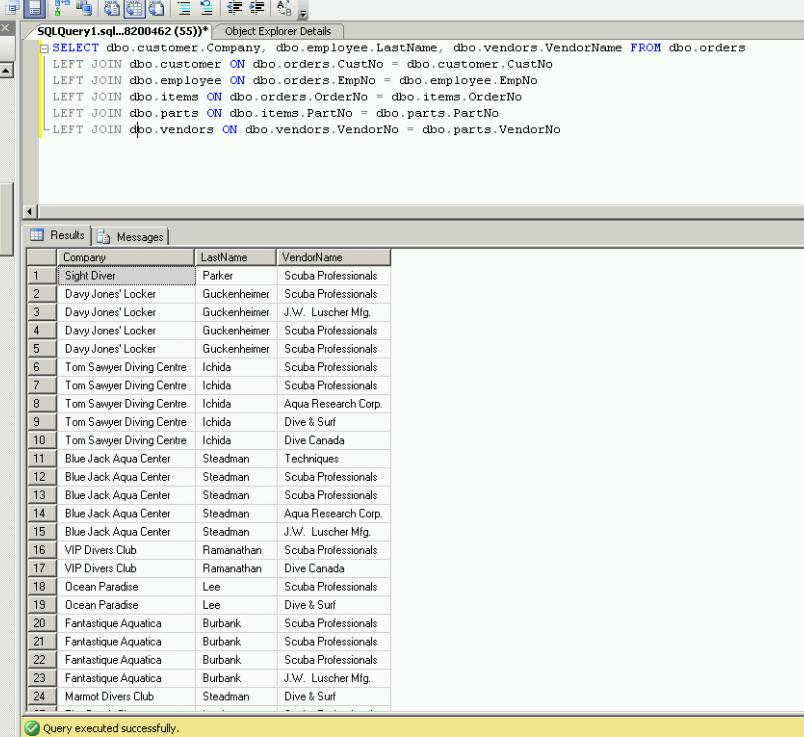 SQLQuery1.sql...8200462 (55))* Object Explorer Details
SELECT dbo.customer.Company, dbo.employee.LastName, dbo.vendors.VendorName FROM dbo.orders
LEFT JOIN dbo.customer ON dbo.orders.CustNo = dbo.customer.CustNo
LEFT JOIN dbo.employee ON dbo.orders.EmpNo = dbo.employee.EmpNo
LEFT JOIN dbo.items ON dbo.orders.OrderNo = dbo.items.OrderNo
LEFT JOIN dbo.parts ON dbo.items.PartNo = dbo.parts.PartNo
LEFT JOIN dbo.vendors ON dbo.vendors.VendorNo = dbo.parts.VendorNo
Results Messages
Company LastName VendorName
1 Sight Diver Parker Scuba Professionals
2 Davy Jones' Locker Guckenheimer Scuba Professionals
3 Davy Jones' Locker Guckenheimer J.W. Luscher Mfg.
4 Davy Jones' Locker Guckenheimer Scuba Professionals
5 Davy Jones' Locker Guckenheimer Scuba Professionals
6 Tom Sawyer Diving Centre Ichida Scuba Professionals
7 Tom Sawyer Diving Centre Ichida Scuba Professionals
8 Tom Sawyer Diving Centre Ichida Aqua Research Corp.
9 Tom Sawyer Diving Centre Ichida Dive & Surf
10 Tom Sawyer Diving Centre Ichida Dive Canada
11 Blue Jack Aqua Center Steadman Techniques
12 Blue Jack Aqua Center Steadman Scuba Professionals
13 Blue Jack Aqua Center Steadman Scuba Professionals
14 Blue Jack Aqua Center Steadman Aqua Research Corp.
15 Blue Jack Aqua Center Steadman J.W. Luscher Mfg.
16 VIP Divers Club Ramanathan Scuba Professionals
17 VIP Divers Club Ramanathan Dive Canada
18 Ocean Paradise Lee Scuba Professionals
19 Ocean Paradise Lee Dive & Surf
20 Fantastique Aquatica Burbank Scuba Professionals
21 Fantastique Aquatica Burbank Scuba Professionals
22 Fantastique Aquatica Burbank Scuba Professionals
23 Fantastique Aquatica Burbank J.W. Luscher Mfg.
24 Marmot Divers Club Steadman Dive & Surf
Query executed successfully.